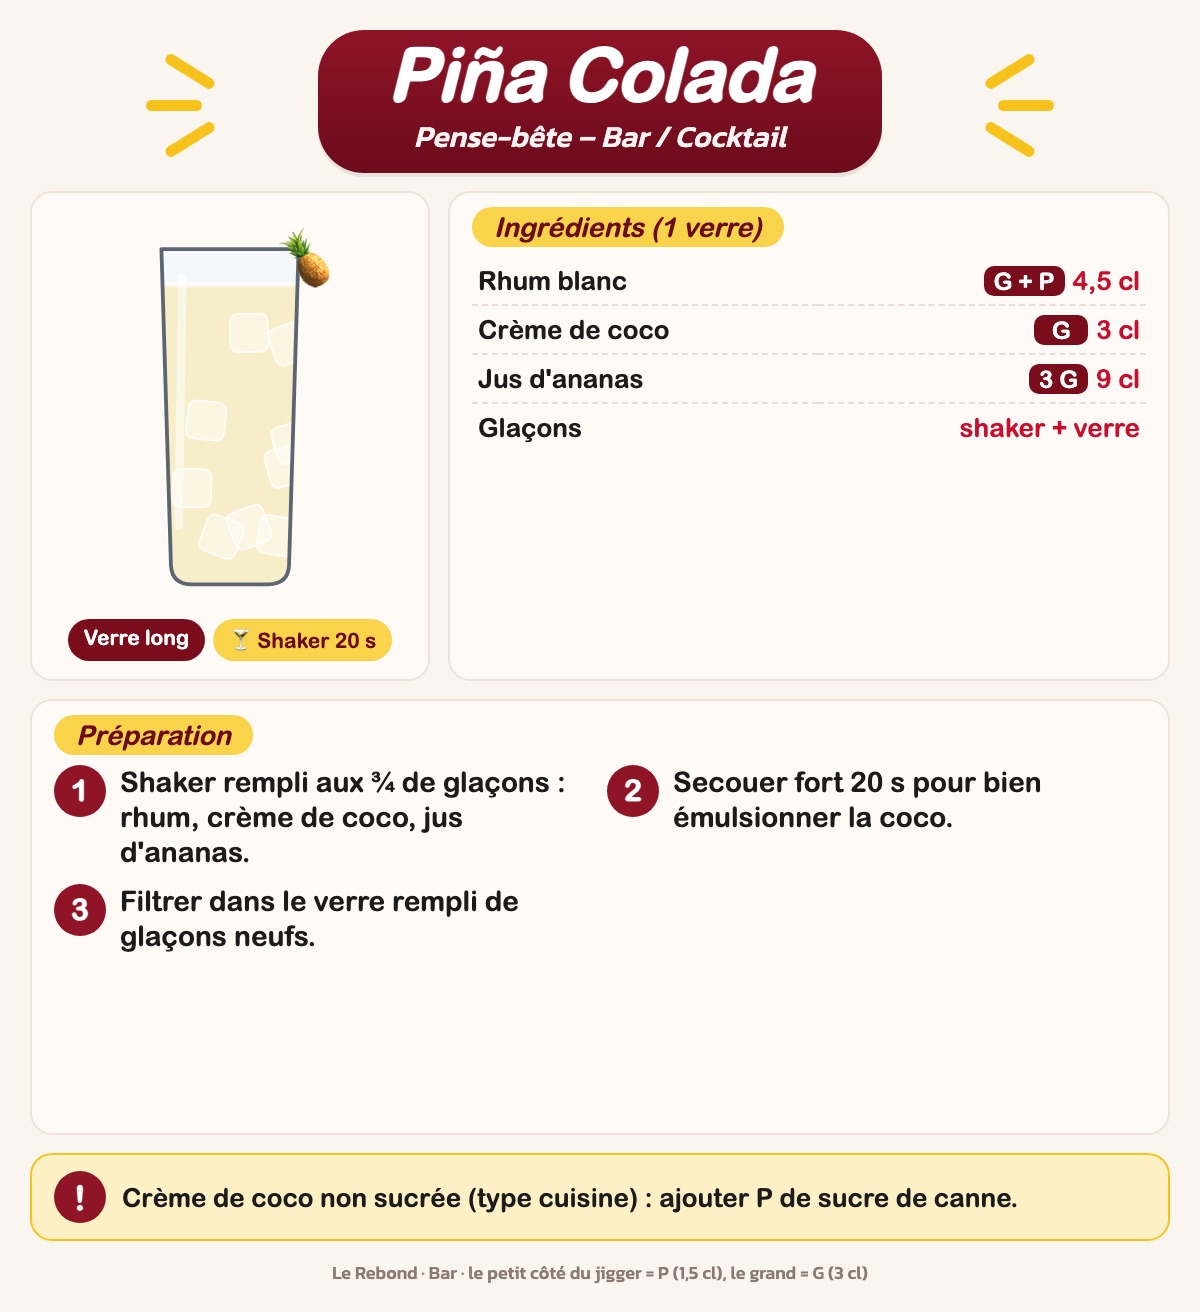 Piña Colada
Pense-bête – Bar / Cocktail
Verre long
Shaker 20 s
Ingrédients (1 verre)
Rhum blanc G + P 4,5 cl
Crème de coco G 3 cl
Jus d'ananas 3 G 9 cl
Glaçons shaker + verre
Préparation
1 Shaker rempli aux ¾ de glaçons :
rhum, crème de coco, jus
d'ananas.
2 Secouer fort 20 s pour bien
émulsionner la coco.
3 Filtrer dans le verre rempli de
glaçons neufs.
! Crème de coco non sucrée (type cuisine) : ajouter P de sucre de canne.
Le Rebond · Bar · le petit côté du jigger = P (1,5 cl), le grand = G (3 cl)